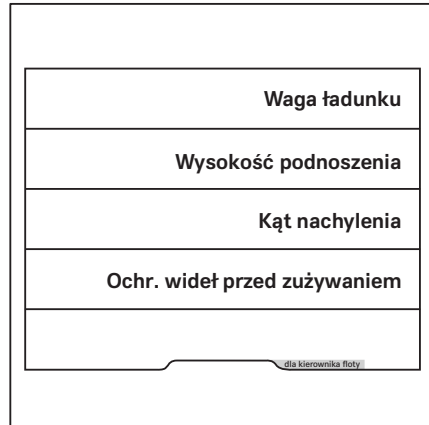 Waga ładunku
Wysokość podnoszenia
Kąt nachylenia
Ochr. wideł przed zużywaniem
dla kierownika floty